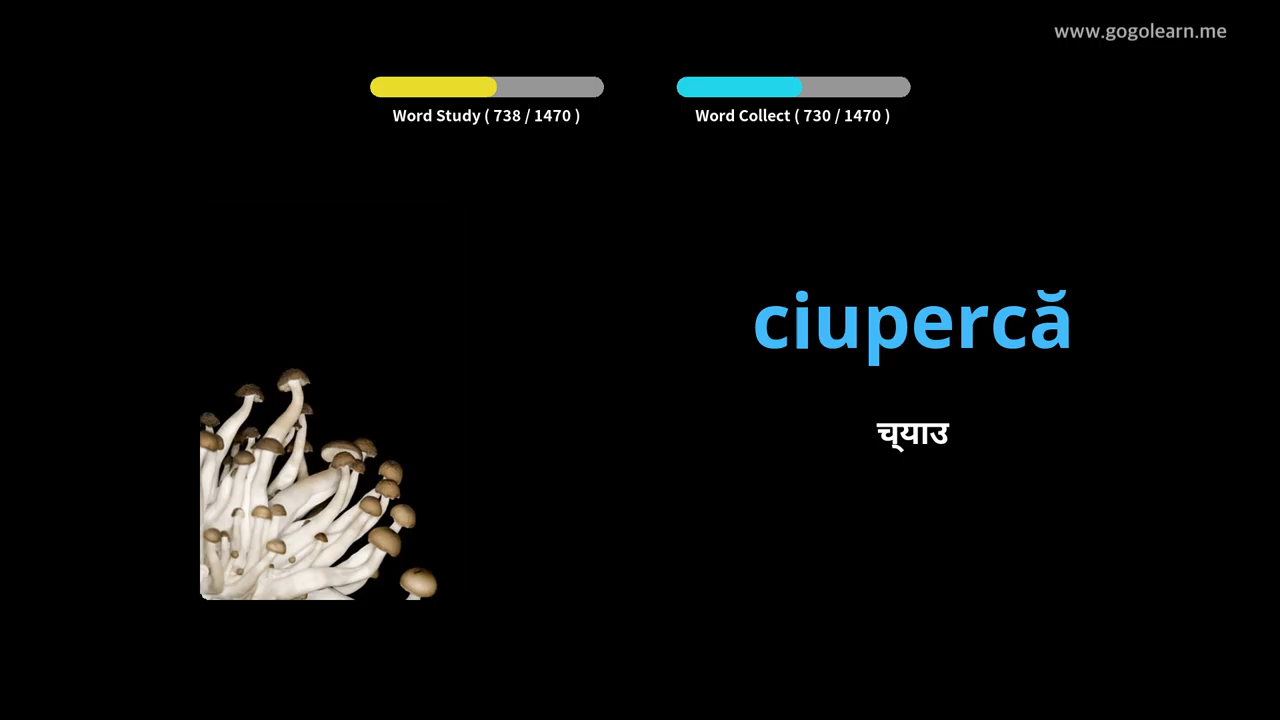 www.gogolearn.me
Word Study ( 738 / 1470 )
Word Collect ( 730 / 1470 )
ciupercă
च्याउ